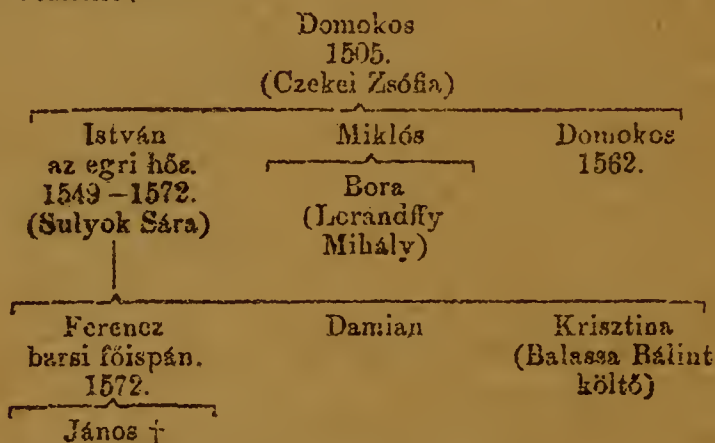 Domokos
1505.
(Czekei Zsófia)
István Miklós Domokos
az egri hős. 1562.
1549–1572. Bora
(Sulyok Sára) (Lorándffy
Mihály)
Ferencz Damian Krisztina
barsi főispán. (Balassa Bálint
1572. költő)
János †